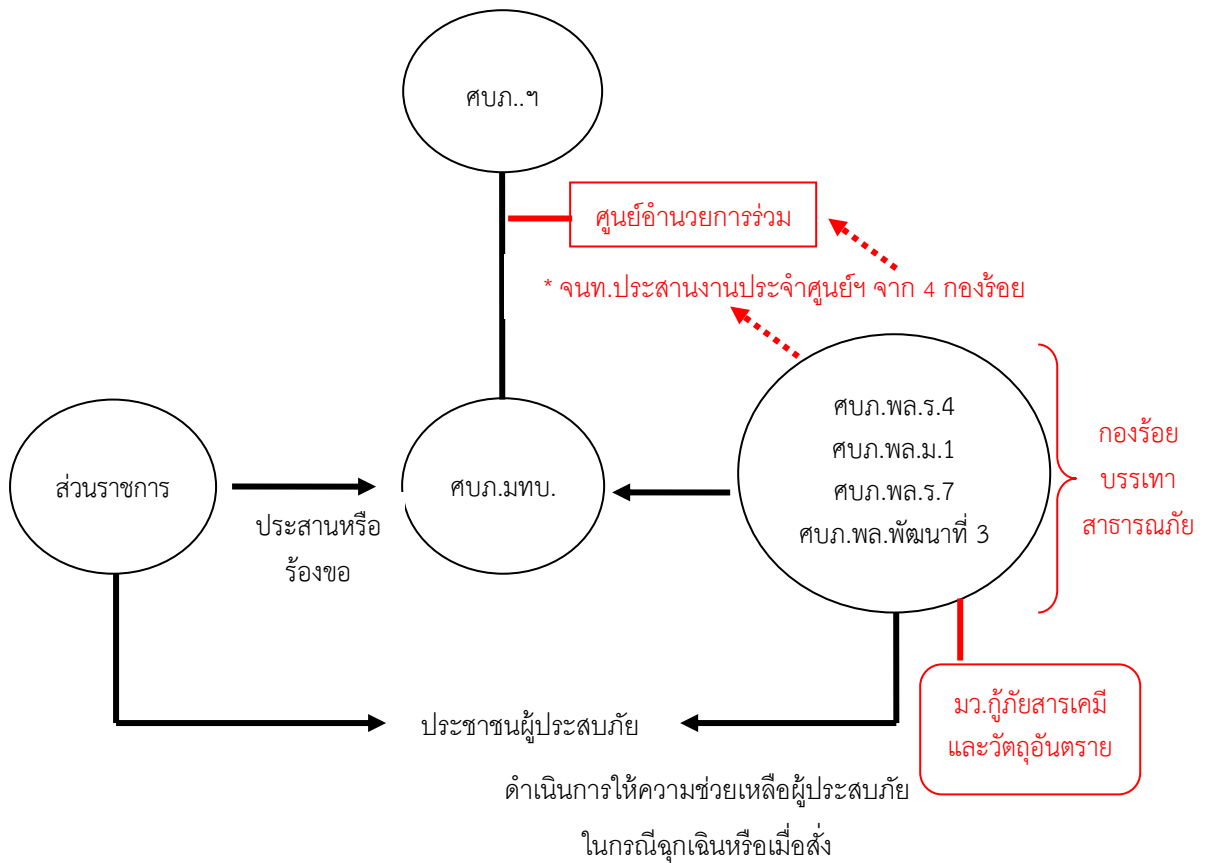 ศบภ..ฯ
ศูนย์อำนวยการร่วม
* จนท.ประสานงานประจำศูนย์ฯ จาก 4 กองร้อย
ส่วนราชการ
ประสานหรือ
ร้องขอ
ศบภ.มทบ.
ศบภ.พล.ร.4
ศบภ.พล.ม.1
ศบภ.พล.ร.7
ศบภ.พล.พัฒนาที่ 3
กองร้อย
บรรเทา
สาธารณภัย
ประชาชนผู้ประสบภัย
มว.กู้ภัยสารเคมี
และวัตถุอันตราย
ดำเนินการให้ความช่วยเหลือผู้ประสบภัย
ในกรณีฉุกเฉินหรือเมื่อสั่ง